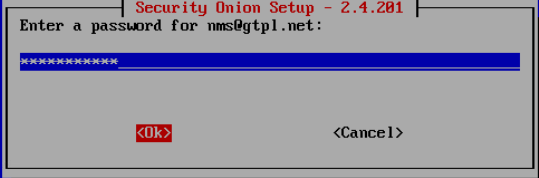 Security Onion Setup - 2.4.201
Enter a password for nms@gtpl.net:
***********
<Ok>
<Cancel>